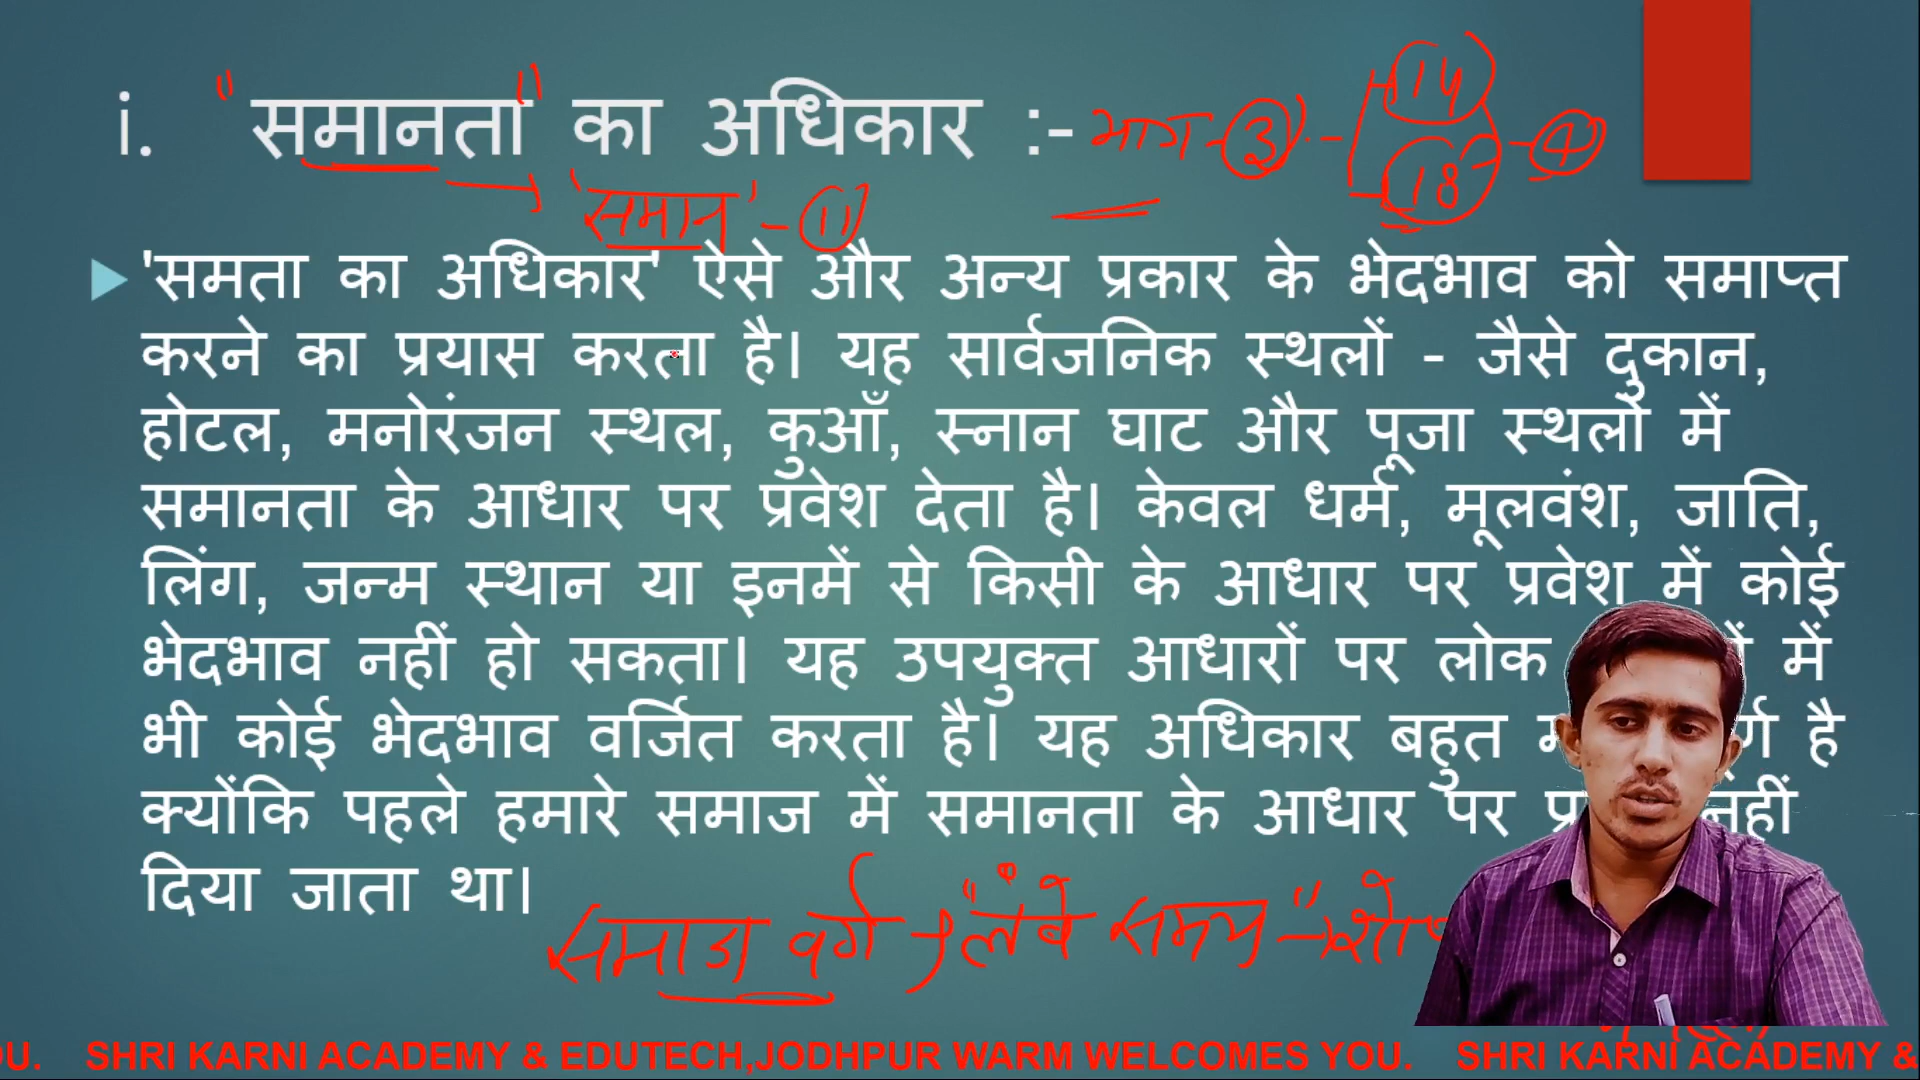 i. "समानता" का अधिकार :- भाग-③ - 14 18 - ④
'समान' - ⑪
'समता का अधिकार' ऐसे और अन्य प्रकार के भेदभाव को समाप्त
करने का प्रयास करता है। यह सार्वजनिक स्थलों - जैसे दुकान,
होटल, मनोरंजन स्थल, कुआँ, स्नान घाट और पूजा स्थलों में
समानता के आधार पर प्रवेश देता है। केवल धर्म, मूलवंश, जाति,
लिंग, जन्म स्थान या इनमें से किसी के आधार पर प्रवेश में कोई
भेदभाव नहीं हो सकता। यह उपयुक्त आधारों पर लोक में
भी कोई भेदभाव वर्जित करता है। यह अधिकार बहुत है
क्योंकि पहले हमारे समाज में समानता के आधार पर नहीं
दिया जाता था।
समाज वर्ग "लंबे समय" →
OU. SHRI KARNI ACADEMY & EDUTECH,JODHPUR WARM WELCOMES YOU. SHRI KARNI ACADEMY &